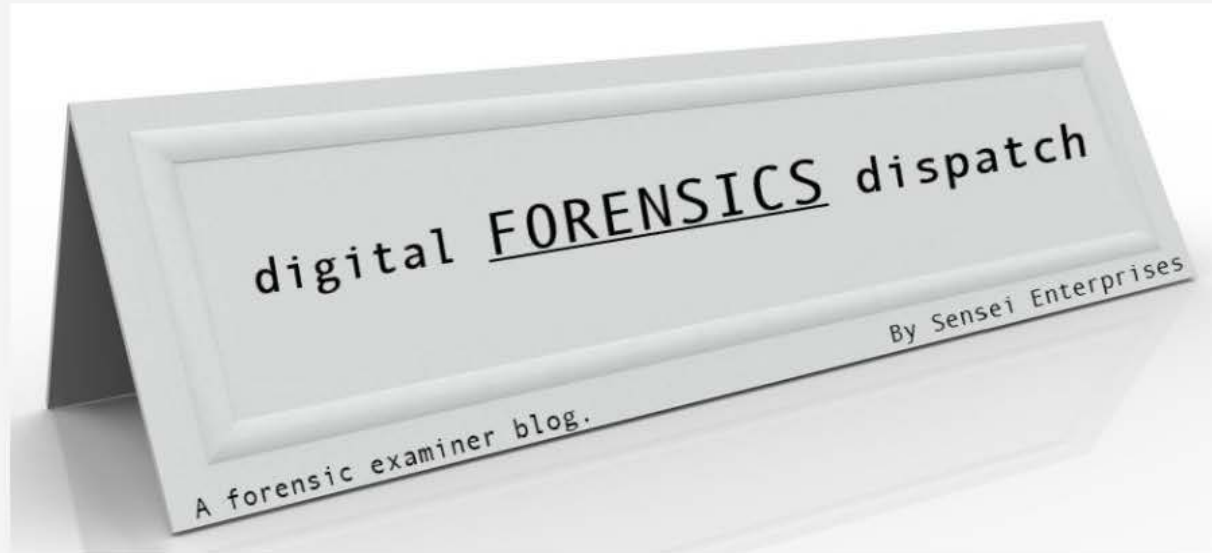 digital FORENSICS dispatch
By Sensei Enterprises
A forensic examiner blog.